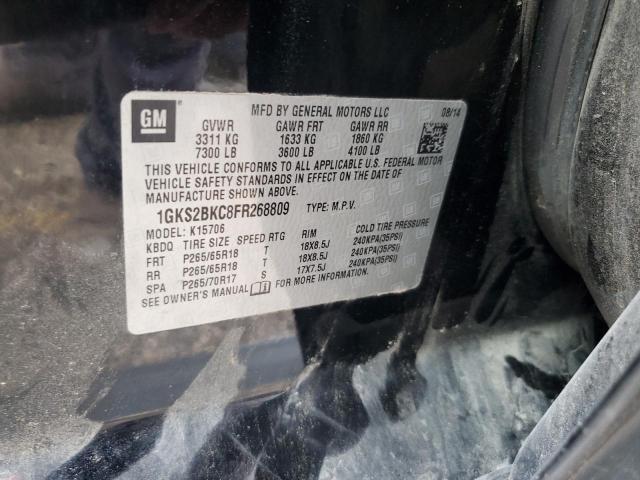 GM
MFD BY GENERAL MOTORS LLC 08/14
GVWR GAWR FRT GAWR RR
3311 KG 1633 KG 1860 KG
7300 LB 3600 LB 4100 LB
THIS VEHICLE CONFORMS TO ALL APPLICABLE U.S. FEDERAL MOTOR
VEHICLE SAFETY STANDARDS IN EFFECT ON THE DATE OF
MANUFACTURE SHOWN ABOVE.
1GKS2BKC8FR268809 TYPE: M.P.V.
MODEL: K15706
KBDQ TIRE SIZE SPEED RTG RIM COLD TIRE PRESSURE
FRT P265/65R18 T 18X8.5J 240KPA(35PSI)
RR P265/65R18 T 18X8.5J 240KPA(35PSI)
SPA P265/70R17 S 17X7.5J 240KPA(35PSI)
SEE OWNER'S MANUAL FOR MORE INFORMATION.